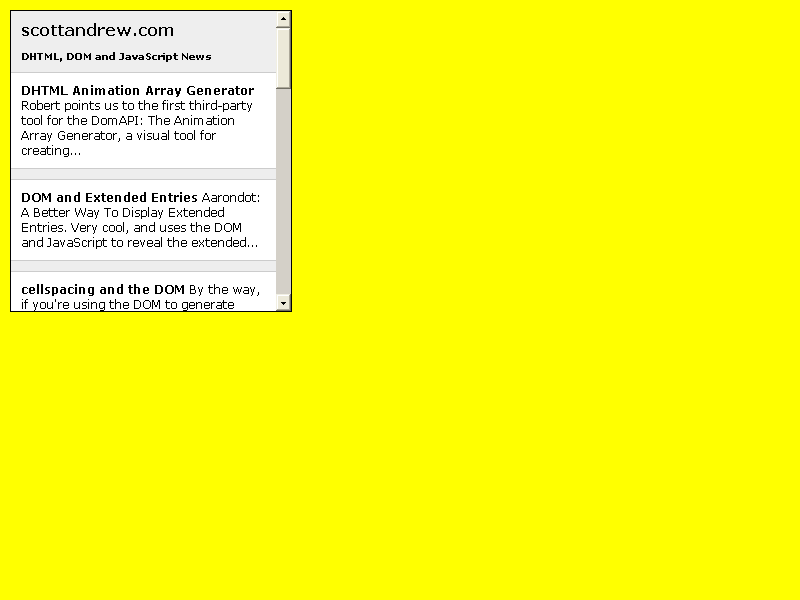 scottandrew.com
DHTML, DOM and JavaScript News
DHTML Animation Array Generator
Robert points us to the first third-party
tool for the DomAPI: The Animation
Array Generator, a visual tool for
creating...
DOM and Extended Entries Aarondot:
A Better Way To Display Extended
Entries. Very cool, and uses the DOM
and JavaScript to reveal the extended...
cellspacing and the DOM By the way,
if you're using the DOM to generate